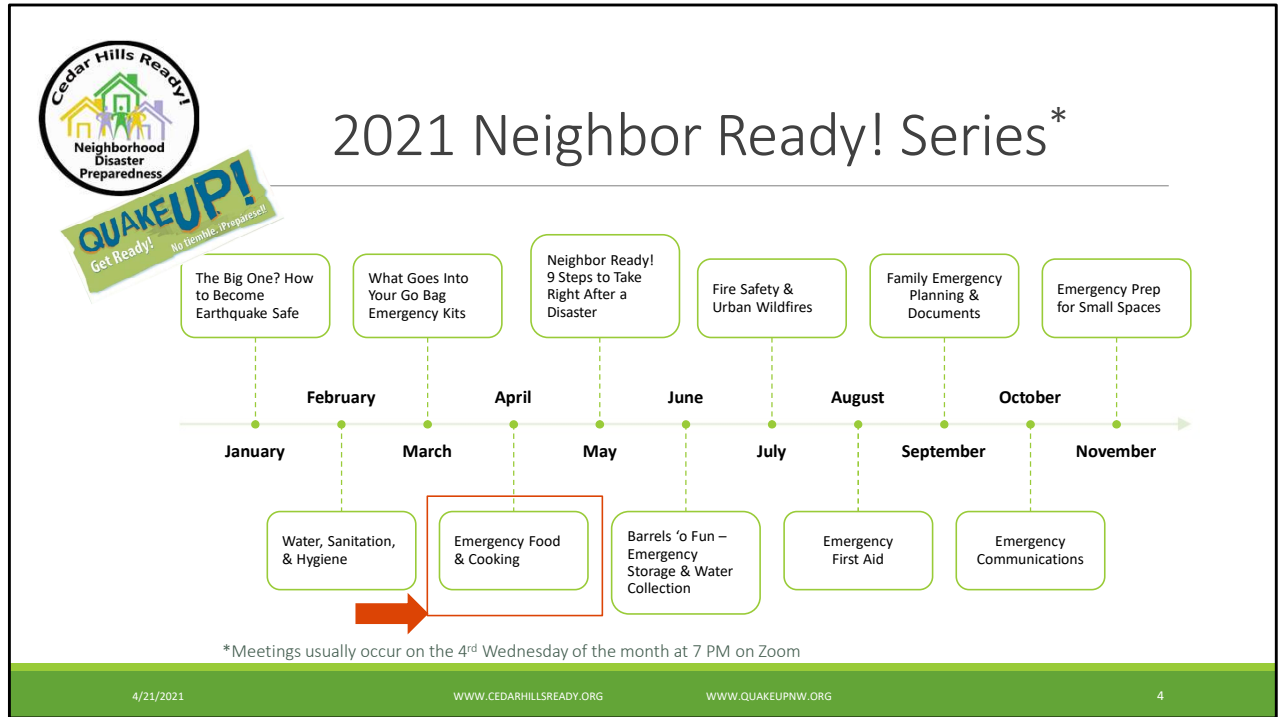 Cedar Hills Ready!
Neighborhood
Disaster
Preparedness
QUAKEUP!
Get Ready! No tiemble, ¡Prepárese!!
2021 Neighbor Ready! Series*
The Big One? How
to Become
Earthquake Safe
What Goes Into
Your Go Bag
Emergency Kits
Neighbor Ready!
9 Steps to Take
Right After a
Disaster
Fire Safety &
Urban Wildfires
Family Emergency
Planning &
Documents
Emergency Prep
for Small Spaces
February
April
June
August
October
January
March
May
July
September
November
Water, Sanitation,
& Hygiene
Emergency Food
& Cooking
Barrels ‘o Fun –
Emergency
Storage & Water
Collection
Emergency
First Aid
Emergency
Communications
*Meetings usually occur on the 4rd Wednesday of the month at 7 PM on Zoom
4/21/2021 WWW.CEDARHILLSREADY.ORG WWW.QUAKEUPNW.ORG 4